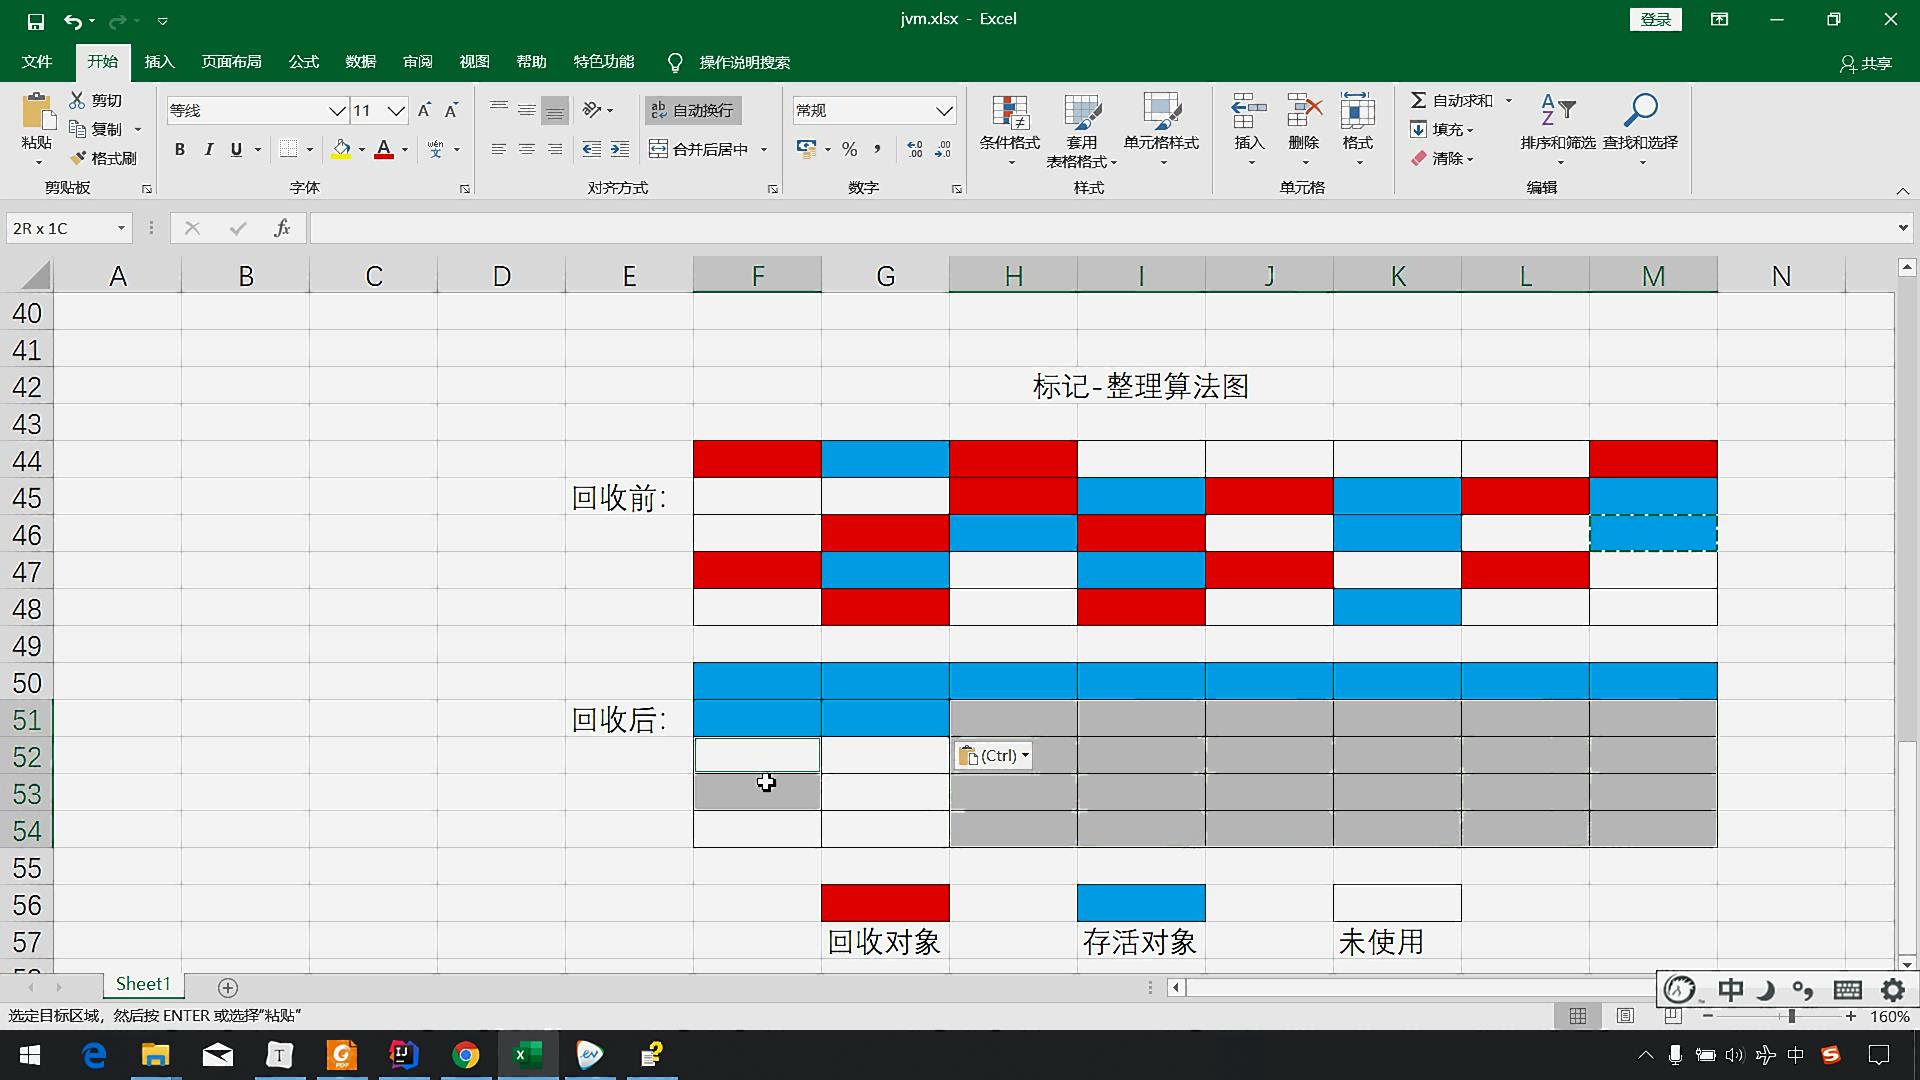 jvm.xlsx - Excel
登录
文件 开始 插入 页面布局 公式 数据 审阅 视图 帮助 特色功能 操作说明搜索 共享
粘贴 剪切 复制 格式刷
等线 11
B I U A wén 文
ab 自动换行
合并后居中
常规
% ,
条件格式 套用 表格格式 单元格样式
插入 删除 格式
自动求和 填充 清除
排序和筛选 查找和选择
剪贴板 字体 对齐方式 数字 样式 单元格 编辑
2R x 1C fx
A B C D E F G H I J K L M N
40
41
42 标记-整理算法图
43
44
45 回收前:
46
47
48
49
50
51 回收后:
52 (Ctrl)
53
54
55
56
57 回收对象 存活对象 未使用
Sheet1
中
选定目标区域，然后按 ENTER 或选择"粘贴"
160%
中